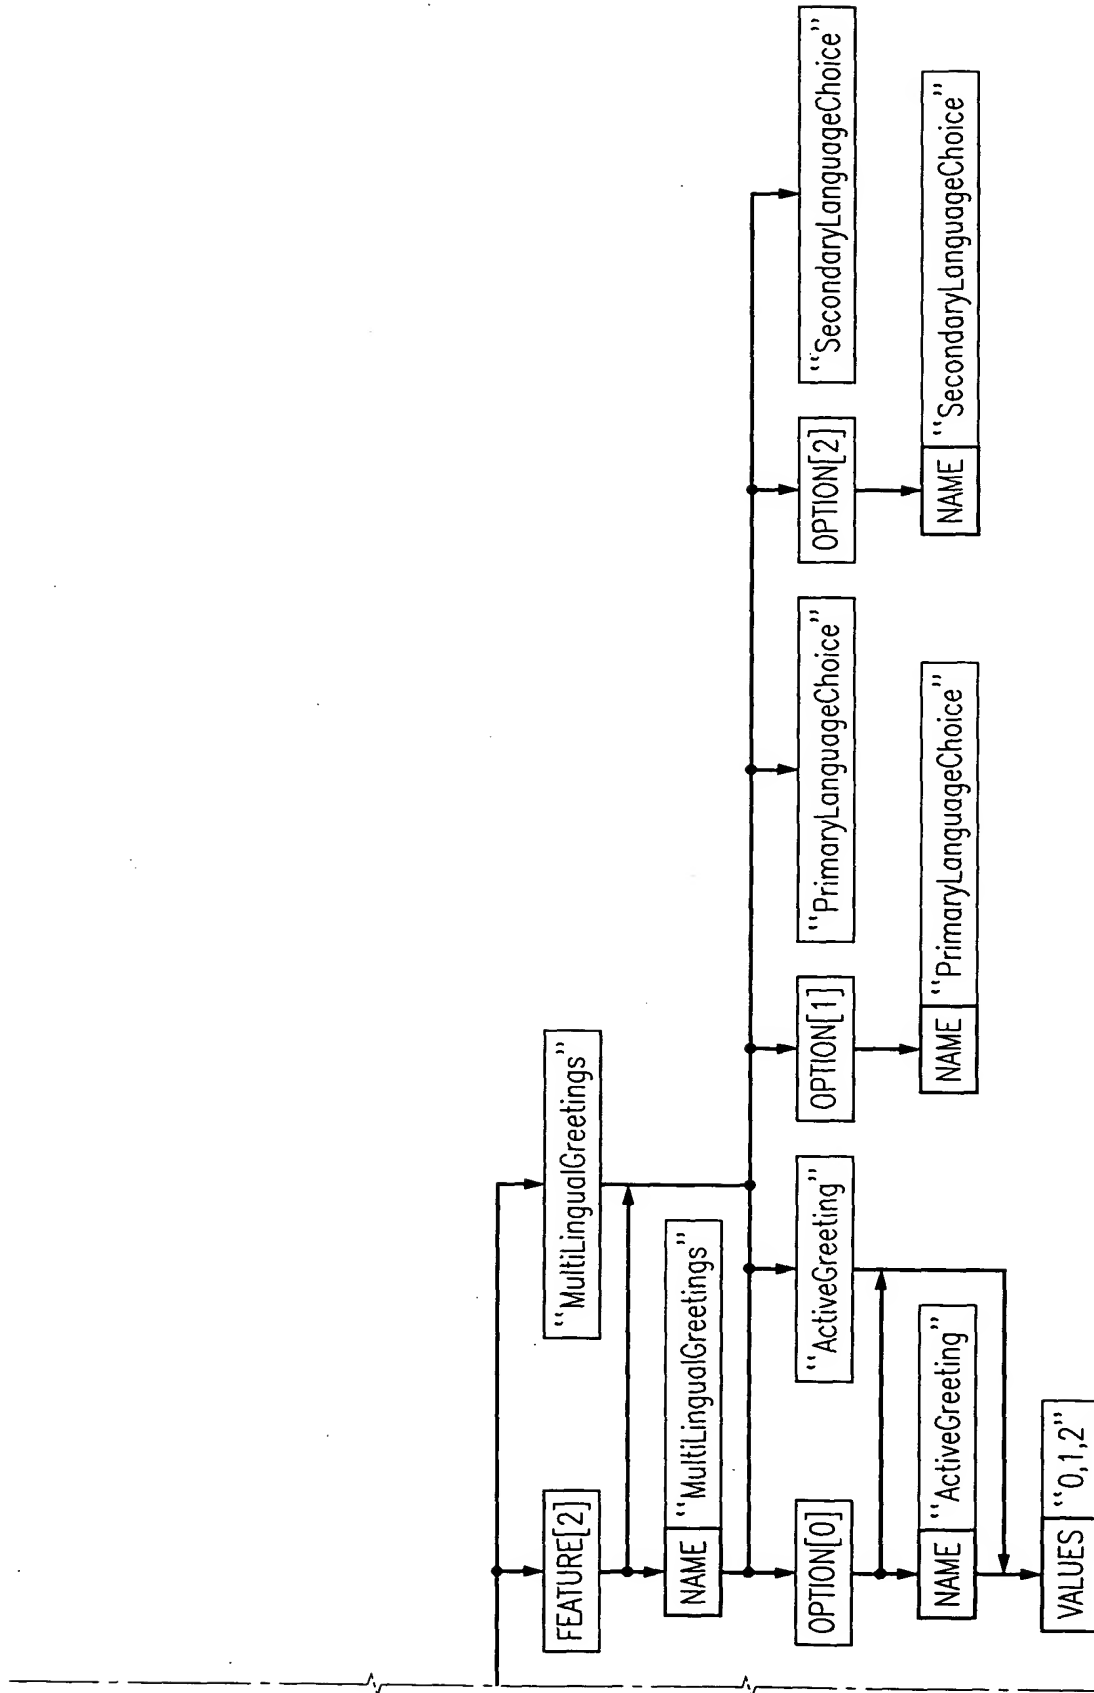 FEATURE[2]
"MultiLingualGreetings"
NAME "MultiLingualGreetings"
OPTION[0]
"ActiveGreeting"
OPTION[1]
"PrimaryLanguageChoice"
OPTION[2]
"SecondaryLanguageChoice"
NAME "ActiveGreeting"
NAME "PrimaryLanguageChoice"
NAME "SecondaryLanguageChoice"
VALUES "0,1,2"